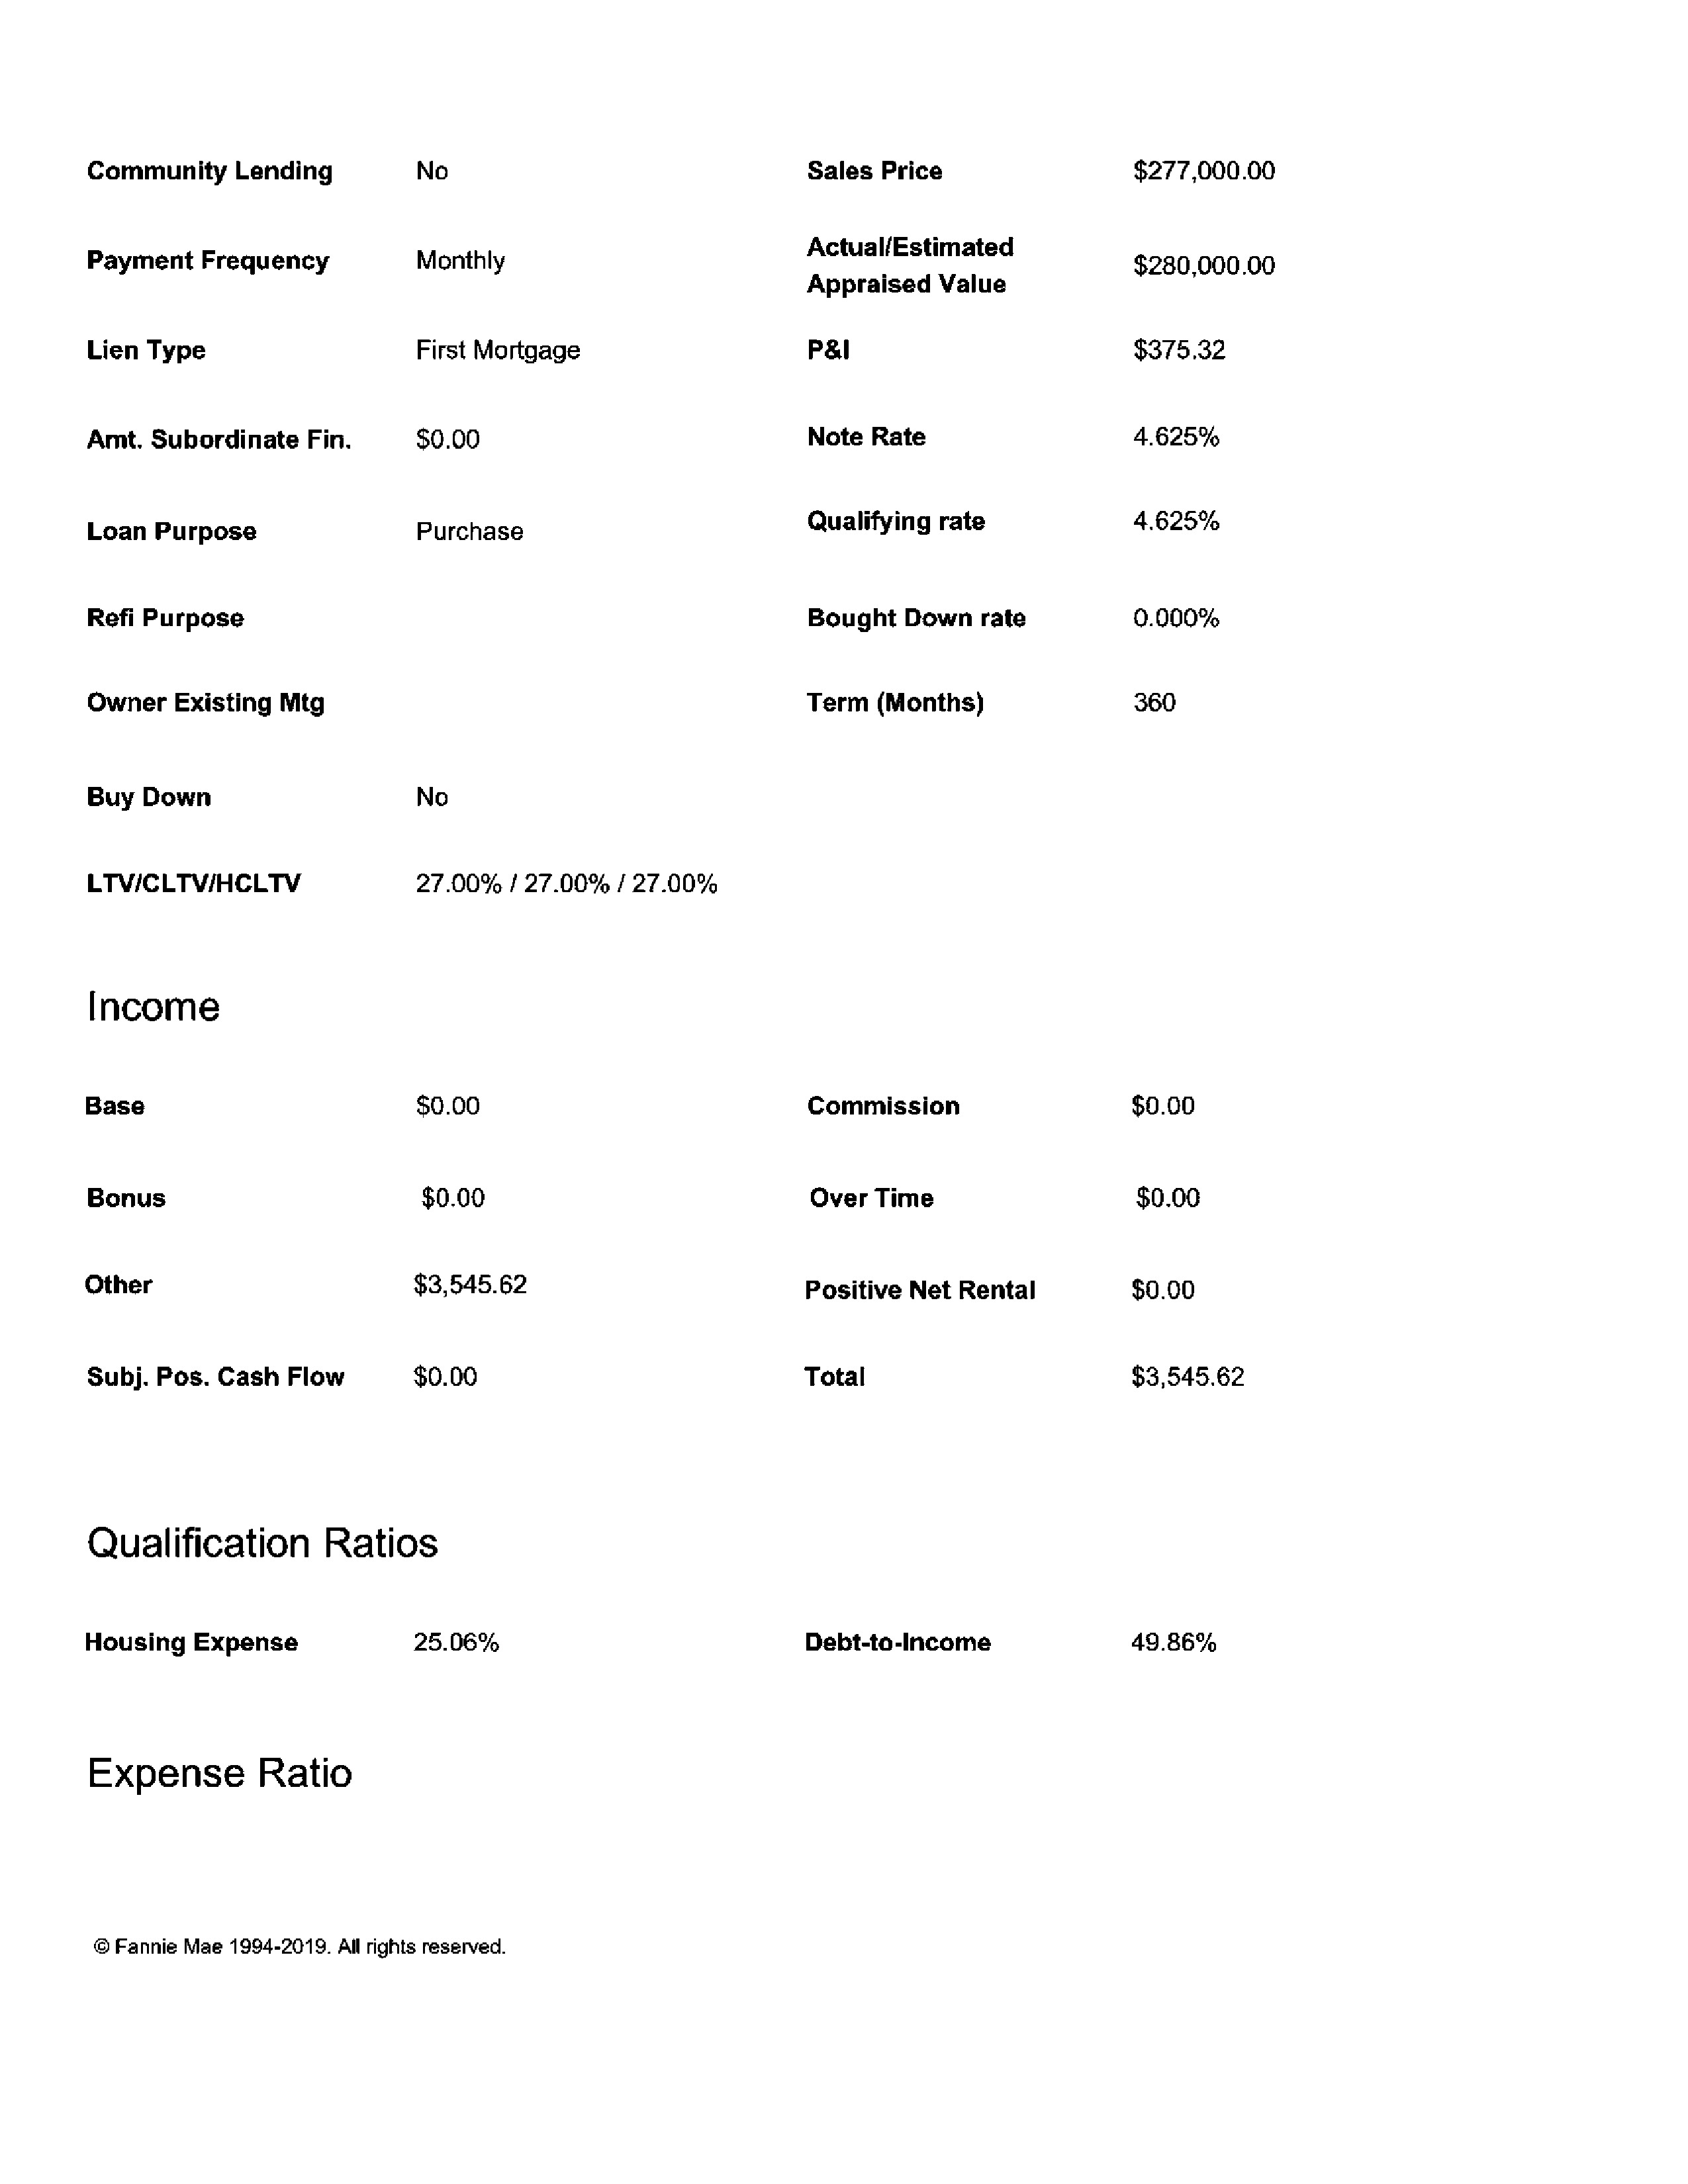 Community Lending No Sales Price $277,000.00
Payment Frequency Monthly Actual/Estimated
Appraised Value $280,000.00
Lien Type First Mortgage P&I $375.32
Amt. Subordinate Fin. $0.00 Note Rate 4.625%
Loan Purpose Purchase Qualifying rate 4.625%
Refi Purpose Bought Down rate 0.000%
Owner Existing Mtg Term (Months) 360
Buy Down No
LTV/CLTV/HCLTV 27.00% / 27.00% / 27.00%
Income
Base $0.00 Commission $0.00
Bonus $0.00 Over Time $0.00
Other $3,545.62 Positive Net Rental $0.00
Subj. Pos. Cash Flow $0.00 Total $3,545.62
Qualification Ratios
Housing Expense 25.06% Debt-to-Income 49.86%
Expense Ratio
© Fannie Mae 1994-2019. All rights reserved.